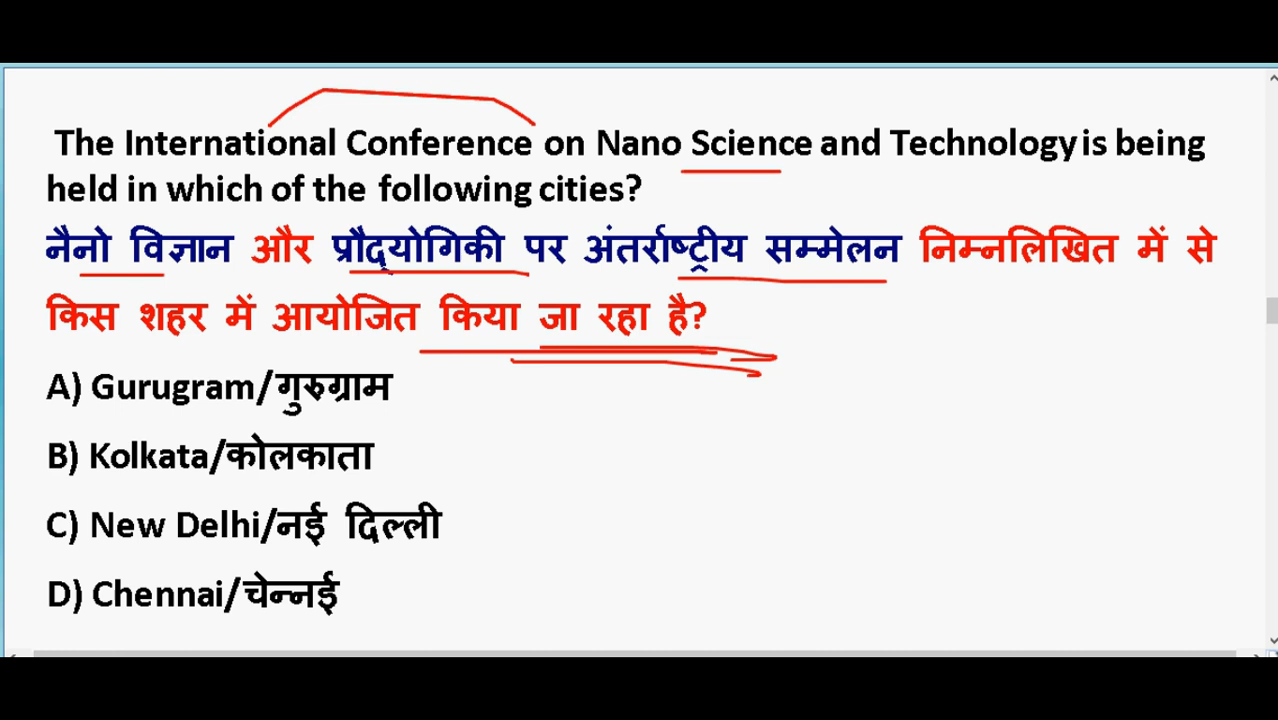 The International Conference on Nano Science and Technology is being
held in which of the following cities?
नैनो विज्ञान और प्रौद्योगिकी पर अंतर्राष्ट्रीय सम्मेलन निम्नलिखित में से
किस शहर में आयोजित किया जा रहा है?
A) Gurugram/गुरुग्राम
B) Kolkata/कोलकाता
C) New Delhi/नई दिल्ली
D) Chennai/चेन्नई